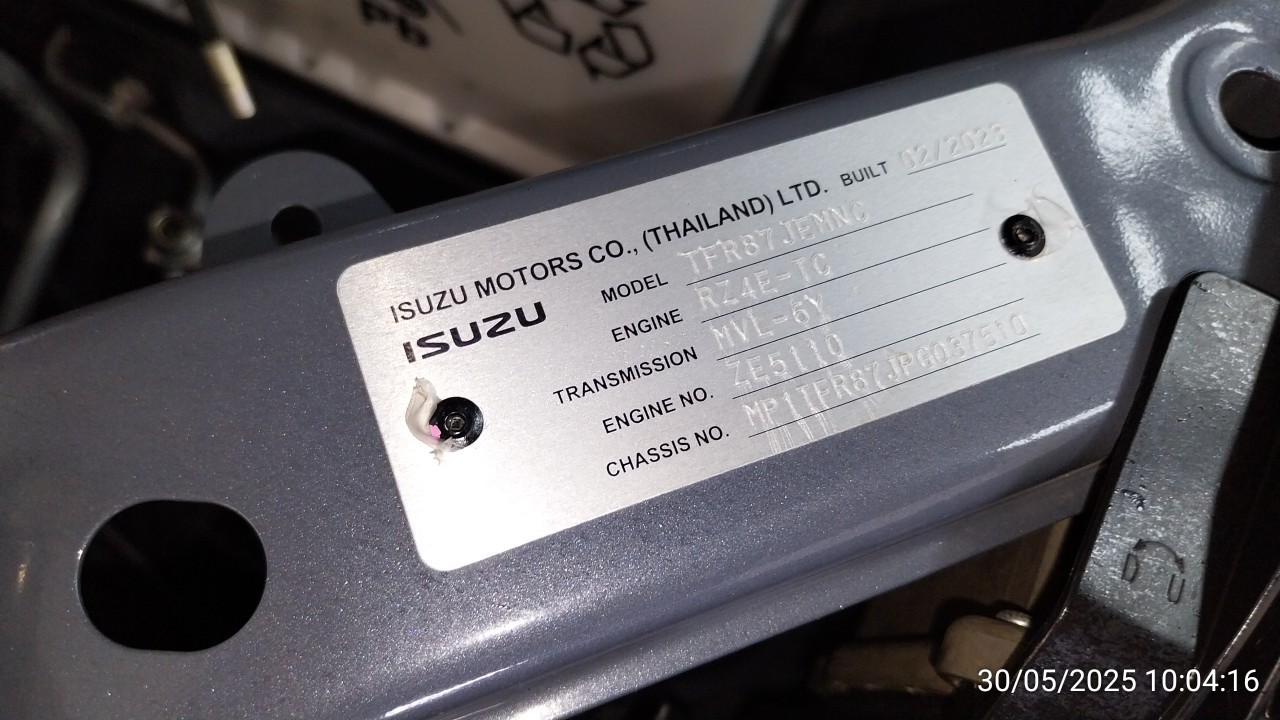 ISUZU MOTORS CO., (THAILAND) LTD. BUILT 02/2023
ISUZU
MODEL TFR87JEMNC
ENGINE RZ4E-TC
TRANSMISSION MVL-6Y
ENGINE NO. ZE5110
CHASSIS NO. MP1TFR87JPG037510
30/05/2025 10:04:16